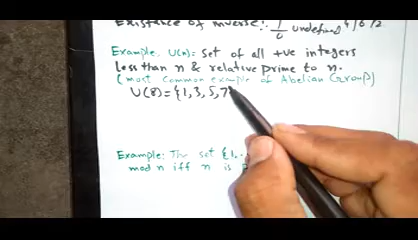 Existence of inverse: 1/0 undefined
Example. U(n) = set of all +ve integers
less than n & relative prime to n.
(most common example of Abelian Group)
U(8) = {1, 3, 5, 7}
Example: The set {1, ..
mod n iff n is